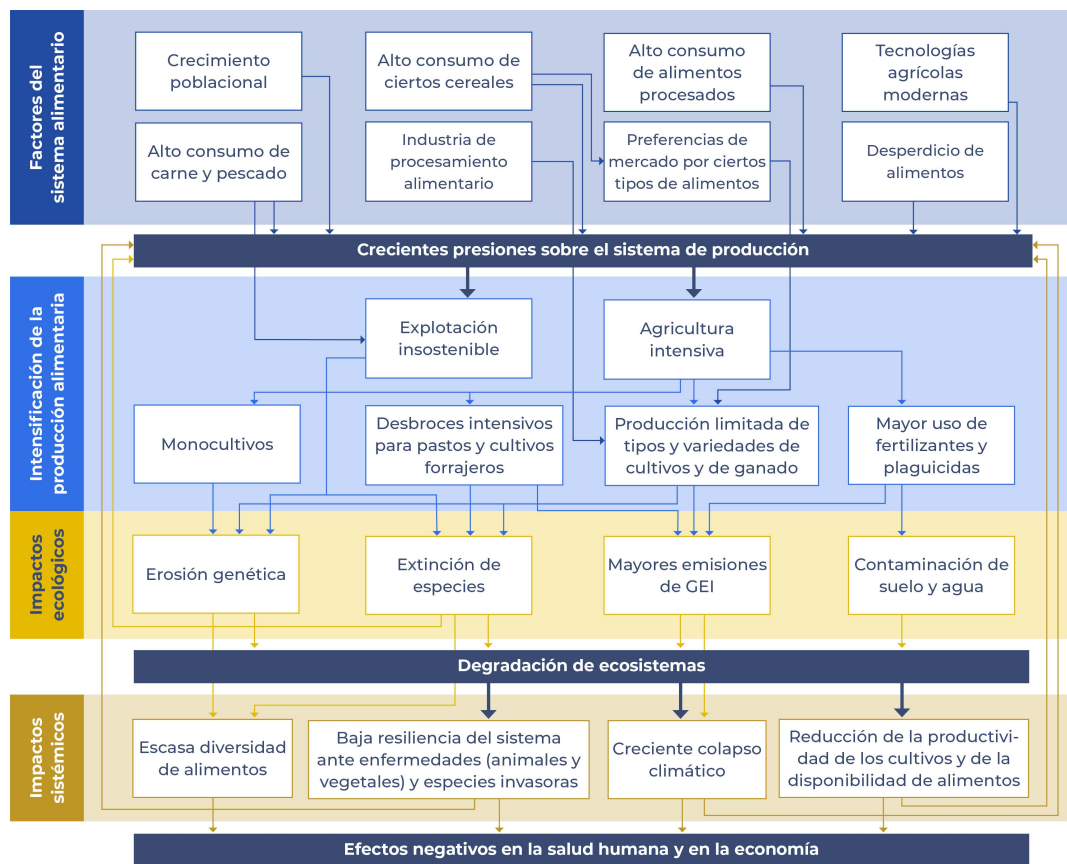 Factores del
sistema alimentario
Crecimiento
poblacional
Alto consumo de
ciertos cereales
Alto consumo
de alimentos
procesados
Tecnologías
agrícolas
modernas
Alto consumo de
carne y pescado
Industria de
procesamiento
alimentario
Preferencias de
mercado por ciertos
tipos de alimentos
Desperdicio de
alimentos
Crecientes presiones sobre el sistema de producción
Intensificación de la
producción alimentaria
Explotación
insostenible
Agricultura
intensiva
Monocultivos
Desbroces intensivos
para pastos y cultivos
forrajeros
Producción limitada de
tipos y variedades de
cultivos y de ganado
Mayor uso de
fertilizantes y
plaguicidas
Impactos
ecológicos
Erosión genética
Extinción de
especies
Mayores emisiones
de GEI
Contaminación de
suelo y agua
Degradación de ecosistemas
Impactos
sistémicos
Escasa diversidad
de alimentos
Baja resiliencia del sistema
ante enfermedades (animales y
vegetales) y especies invasoras
Creciente colapso
climático
Reducción de la productivi-
dad de los cultivos y de la
disponibilidad de alimentos
Efectos negativos en la salud humana y en la economía